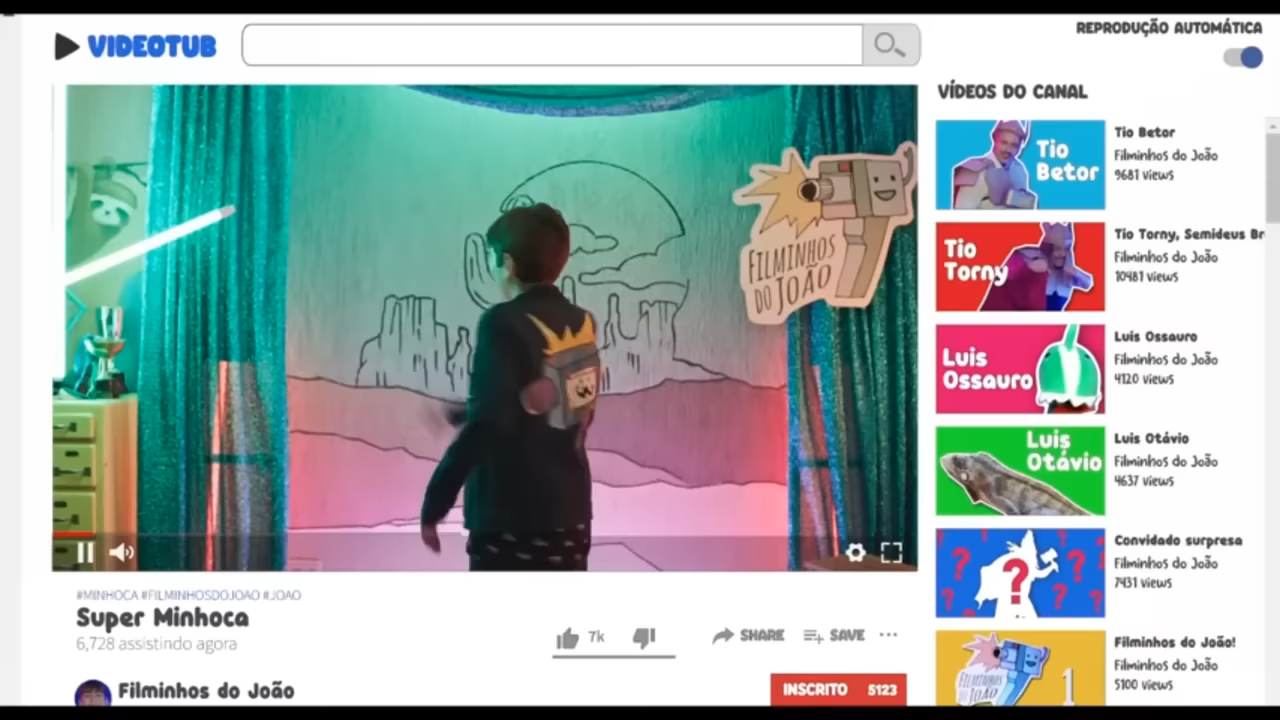 VIDEOTUB
REPRODUÇÃO AUTOMÁTICA
FILMINHOS
DO JOÃO
#MINHOCA #FILMINHOSDOJOAO #JOAO
Super Minhoca
6,728 assistindo agora
7k
SHARE
SAVE
Filminhos do João
INSCRITO 5123
VÍDEOS DO CANAL
Tio
Betor
Tio Betor
Filminhos do João
9681 views
Tio
Torny
Tio Torny, Semideus Br
Filminhos do João
10481 views
Luis
Ossauro
Luis Ossauro
Filminhos do João
4120 views
Luis
Otávio
Luis Otávio
Filminhos do João
4637 views
? ? ? ? ? ?
Convidado surpresa
Filminhos do João
7431 views
FILMINHOS
DO JOÃO
1
Filminhos do João!
Filminhos do João
5100 views